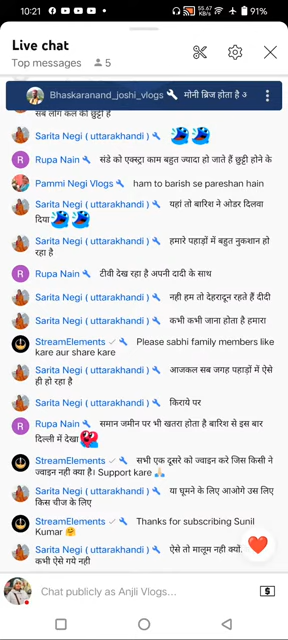 10:21
55.67
KB/s
91%
Live chat
Top messages 5
Bhaskaranand_joshi_vlogs मोनी ब्रिज होता है अ
सब लोग कल की छुट्टी है
Sarita Negi ( uttarakhandi )
R Rupa Nain संडे को एक्स्ट्रा काम बहुत ज्यादा हो जाते हैं छुट्टी होने के
Pammi Negi Vlogs ham to barish se pareshan hain
Sarita Negi ( uttarakhandi ) यहां तो बारिश ने ओडर दिलवा
दिया
Sarita Negi ( uttarakhandi ) हमारे पहाड़ों में बहुत नुकशान हो
रहा है
R Rupa Nain टीवी देख रहा है अपनी दादी के साथ
Sarita Negi ( uttarakhandi ) नही हम तो देहरादून रहते हैं दीदी
Sarita Negi ( uttarakhandi ) कभी कभी जाना होता है हमारा
StreamElements Please sabhi family members like
kare aur share kare
Sarita Negi ( uttarakhandi ) आजकल सब जगह पहाड़ों में ऐसे
ही हो रहा है
Sarita Negi ( uttarakhandi ) किराये पर
R Rupa Nain समान जमीन पर भी खतरा होता है बारिश से इस बार
दिल्ली में देखा
StreamElements सभी एक दूसरे को ज्वाइन करे जिस किसी ने
ज्वाइन नही क्या है। Support kare 🙏
Sarita Negi ( uttarakhandi ) या घूमने के लिए आओगे उस लिए
किस चीज के लिए
StreamElements Thanks for subscribing Sunil
Kumar 🤗
Sarita Negi ( uttarakhandi ) ऐसे तो मालूम नही क्यों
कभी ऐसे गये नही
Chat publicly as Anjli Vlogs...